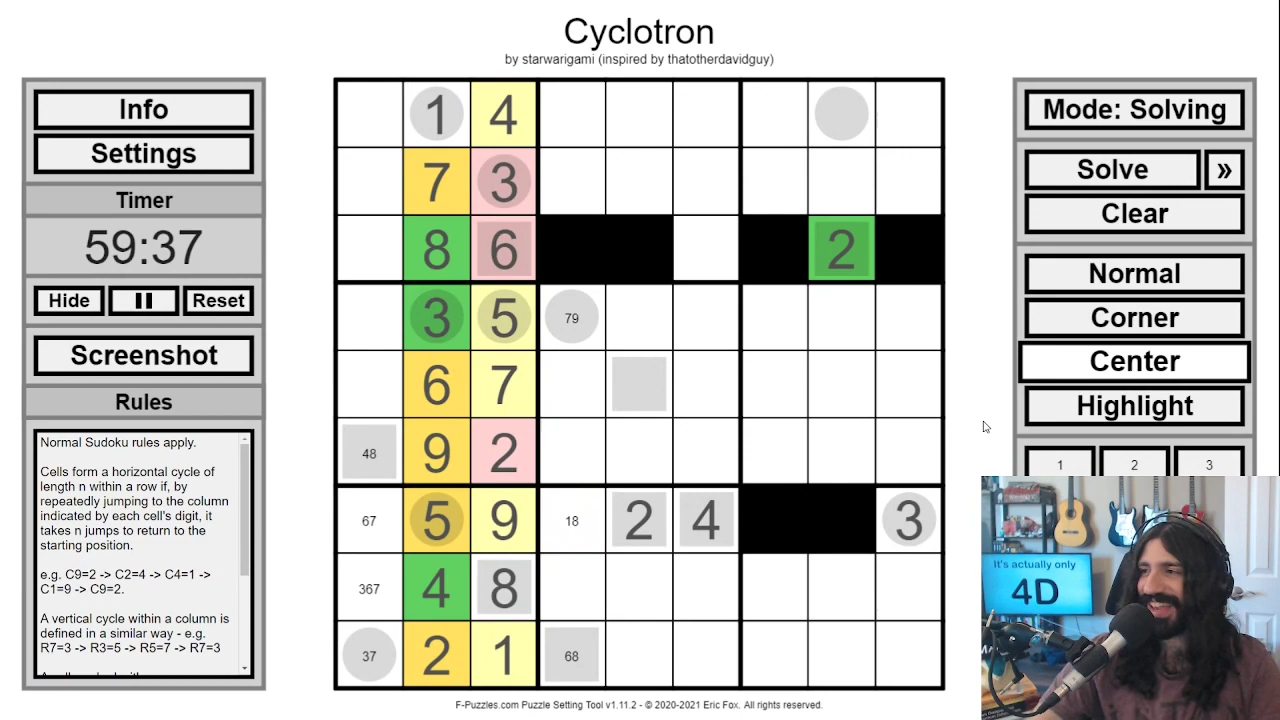 Cyclotron
by starwarigami (inspired by thatotherdavidguy)
Info
Settings
Timer
59:37
Hide
Reset
Screenshot
Rules
Normal Sudoku rules apply.
Cells form a horizontal cycle of
length n within a row if, by
repeatedly jumping to the column
indicated by each cell's digit, it
takes n jumps to return to the
starting position.
e.g. C9=2 -> C2=4 -> C4=1 ->
C1=9 -> C9=2.
A vertical cycle within a column is
defined in a similar way - e.g.
R7=3 -> R3=5 -> R5=7 -> R7=3
1 4
7 3
8 6 2
3 5 79
6 7
48 9 2
67 5 9 18 2 4 3
367 4 8
37 2 1 68
F-Puzzles.com Puzzle Setting Tool v1.11.2 - © 2020-2021 Eric Fox. All rights reserved.
Mode: Solving
Solve »
Clear
Normal
Corner
Center
Highlight
1 2 3
It's actually only
4D